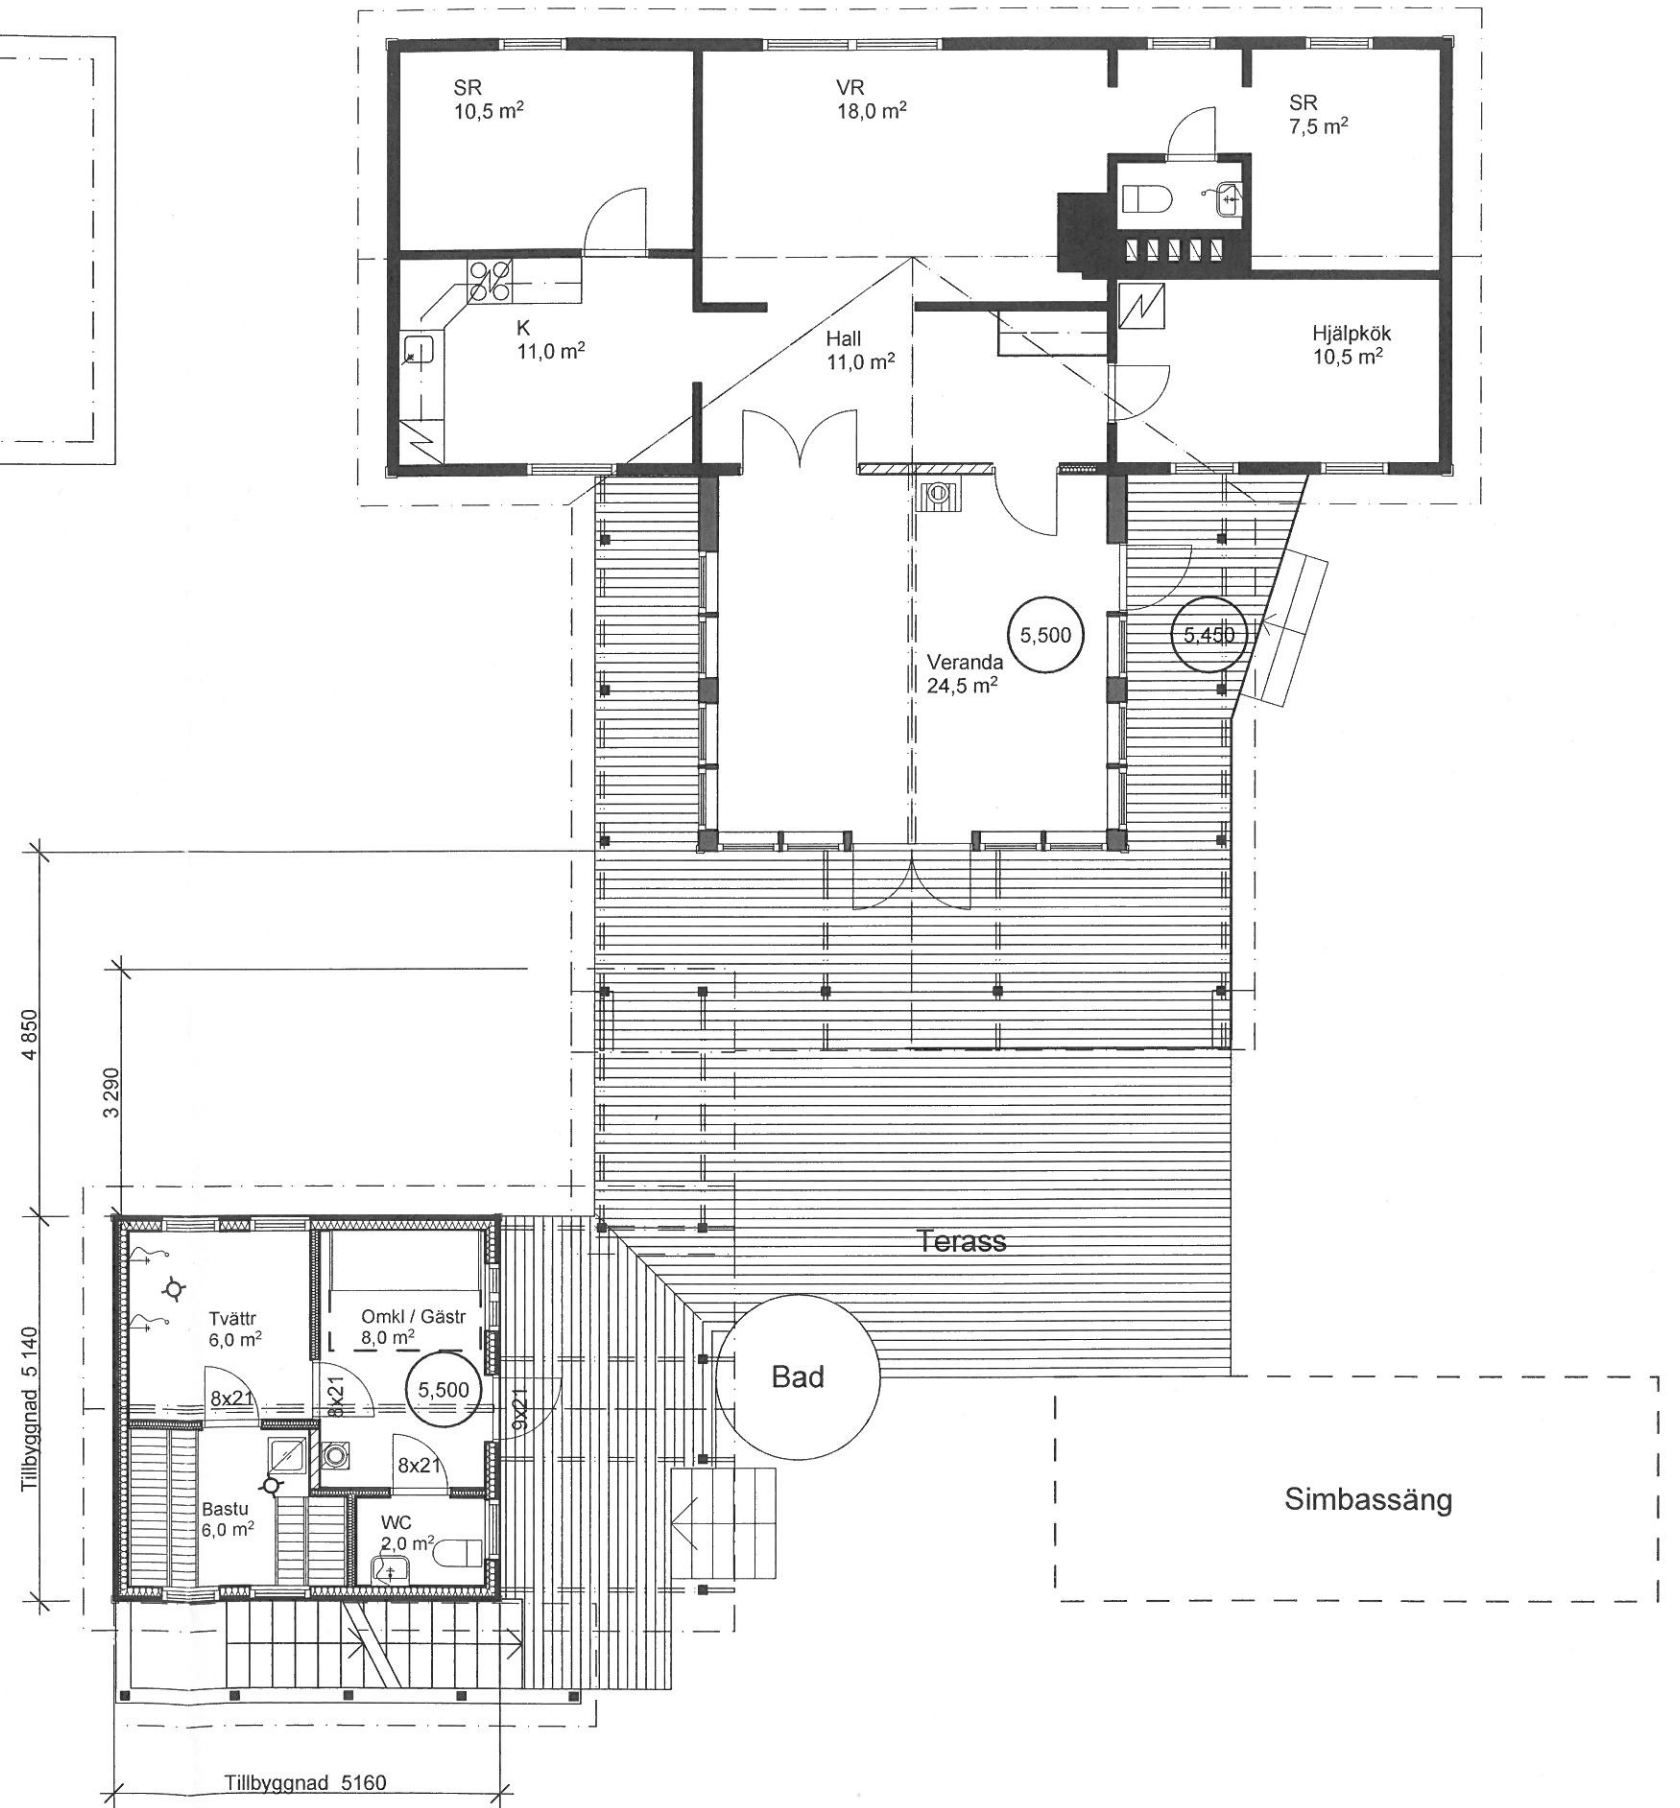 SR
10,5 m²
VR
18,0 m²
SR
7,5 m²
K
11,0 m²
Hall
11,0 m²
Hjälpkök
10,5 m²
5,500
5,450
Veranda
24,5 m²
4 850
3 290
Terass
Tvättr
6,0 m²
Omkl / Gästr
8,0 m²
Bad
5,500
8x21
8x21
9x21
8x21
Tillbyggnad 5 140
Bastu
6,0 m²
WC
2,0 m²
Simbassäng
Tillbyggnad 5160